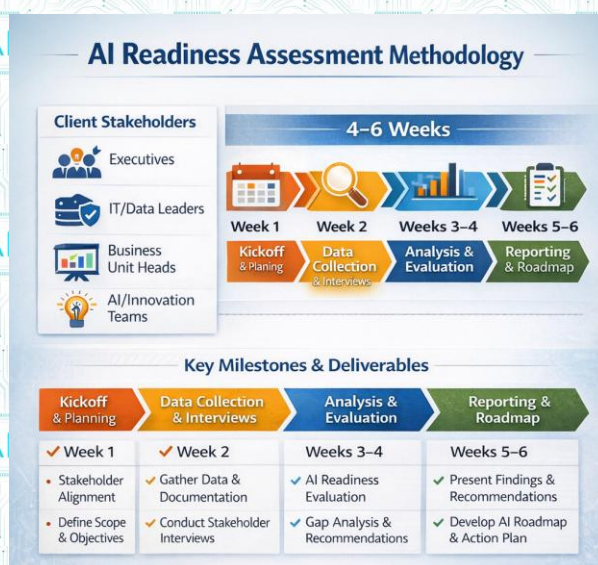 AI Readiness Assessment Methodology
Client Stakeholders
Executives
IT/Data Leaders
Business
Unit Heads
AI/Innovation
Teams
4–6 Weeks
Week 1
Week 2
Weeks 3–4
Weeks 5–6
Kickoff
& Planing
Data
Collection
& Interviews
Analysis &
Evaluation
Reporting
& Roadmap
Key Milestones & Deliverables
Kickoff
& Planning
Data Collection
& Interviews
Analysis &
Evaluation
Reporting &
Roadmap
✓ Week 1
✓ Week 2
Weeks 3–4
Weeks 5–6
• Stakeholder
Alignment
• Define Scope
& Objectives
✓ Gather Data &
Documentation
✓ Conduct Stakeholder
Interviews
✓ AI Readiness
Evaluation
✓ Gap Analysis &
Recommendations
✓ Present Findings &
Recommendations
✓ Develop AI Roadmap
& Action Plan